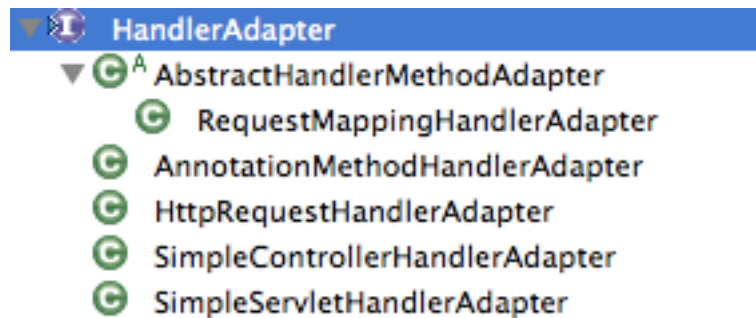 I HandlerAdapter
C A AbstractHandlerMethodAdapter
C RequestMappingHandlerAdapter
C AnnotationMethodHandlerAdapter
C HttpRequestHandlerAdapter
C SimpleControllerHandlerAdapter
C SimpleServletHandlerAdapter